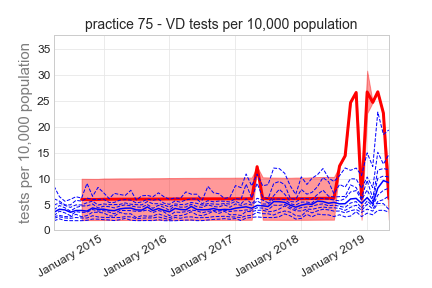 practice 75 - VD tests per 10,000 population
tests per 10,000 population
35
30
25
20
15
10
5
0
January 2015
January 2016
January 2017
January 2018
January 2019